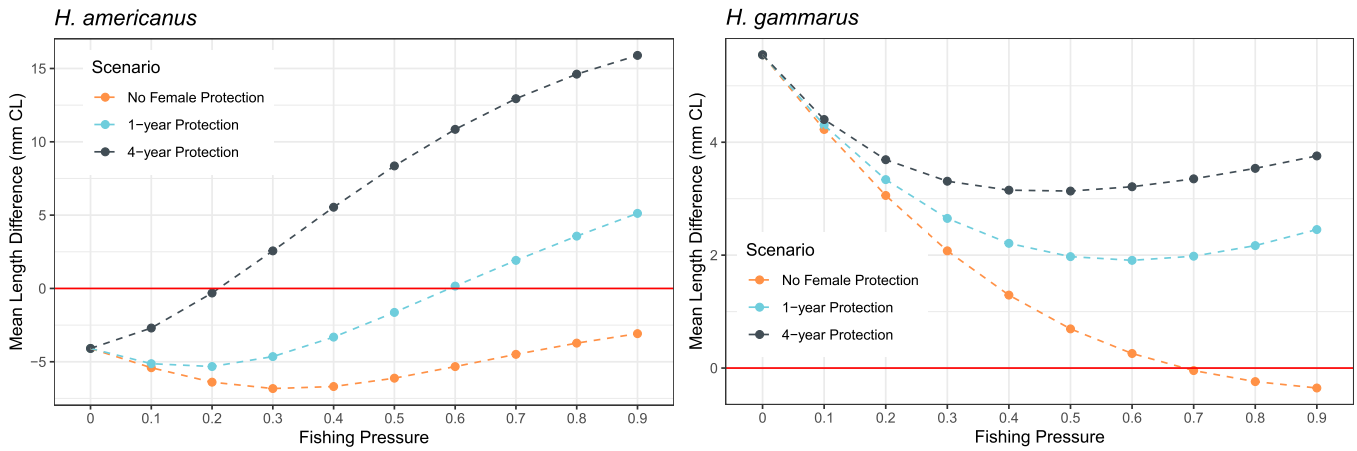 H. americanus
Mean Length Difference (mm CL)
15
10
5
0
−5
Scenario
No Female Protection
1−year Protection
4−year Protection
0 0.1 0.2 0.3 0.4 0.5 0.6 0.7 0.8 0.9
Fishing Pressure
H. gammarus
Mean Length Difference (mm CL)
4
2
0
Scenario
No Female Protection
1−year Protection
4−year Protection
0 0.1 0.2 0.3 0.4 0.5 0.6 0.7 0.8 0.9
Fishing Pressure